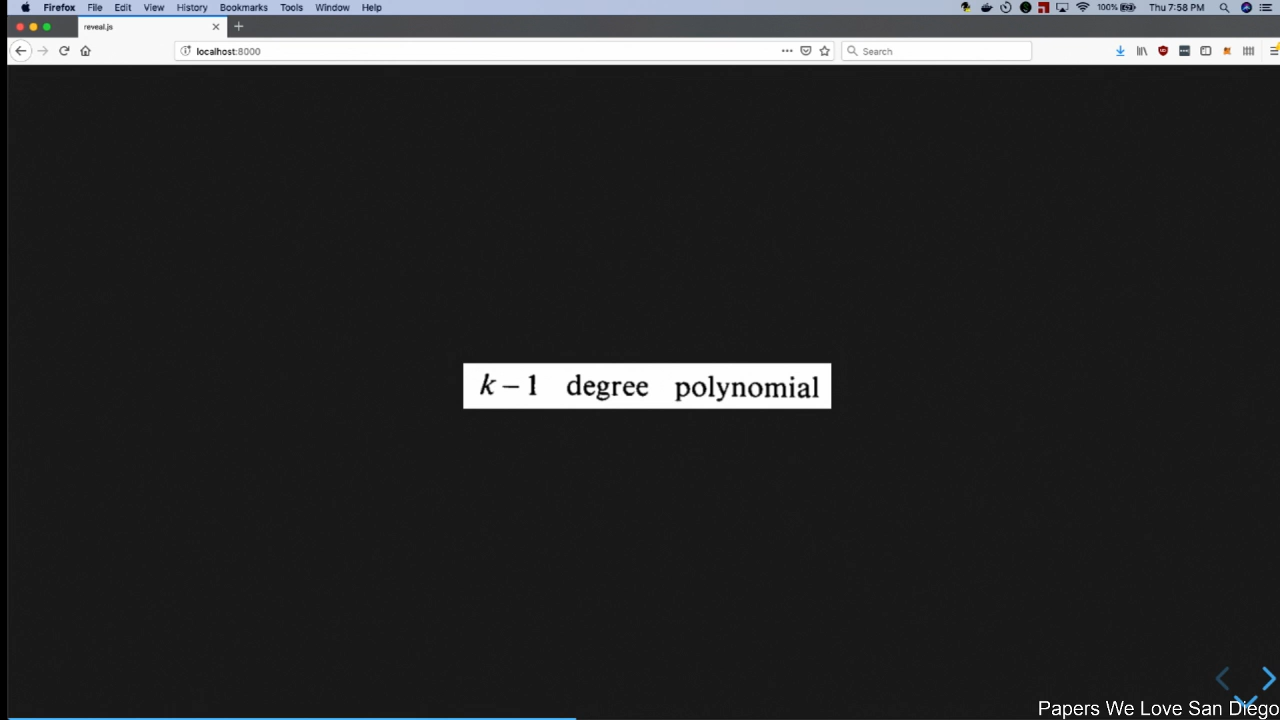 Firefox File Edit View History Bookmarks Tools Window Help 100% Thu 7:58 PM
reveal.js
localhost:8000 Search
k − 1 degree polynomial
Papers We Love San Diego